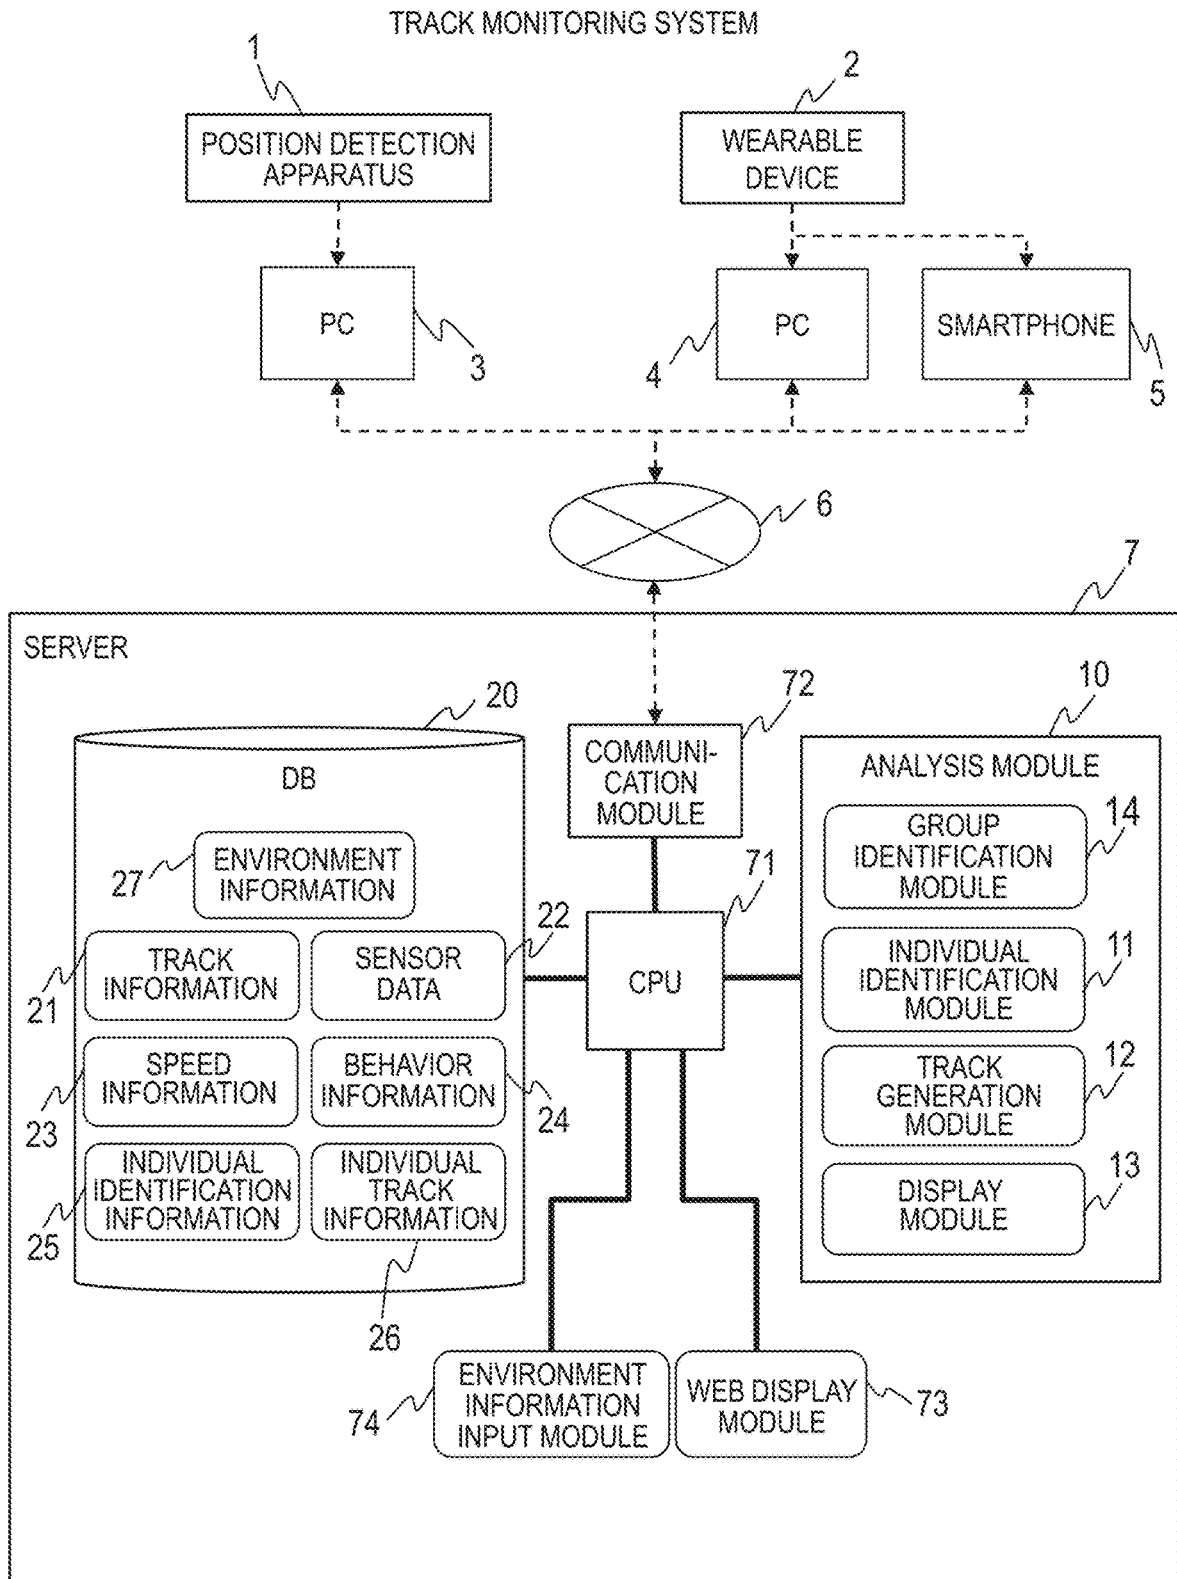 TRACK MONITORING SYSTEM
1
2
POSITION DETECTION
APPARATUS
WEARABLE
DEVICE
PC
3
PC
4
SMARTPHONE
5
6
7
SERVER
20
DB
27
ENVIRONMENT
INFORMATION
21
TRACK
INFORMATION
22
SENSOR
DATA
23
SPEED
INFORMATION
BEHAVIOR
INFORMATION
24
25
INDIVIDUAL
IDENTIFICATION
INFORMATION
INDIVIDUAL
TRACK
INFORMATION
26
72
COMMUNI-
CATION
MODULE
71
CPU
10
ANALYSIS MODULE
14
GROUP
IDENTIFICATION
MODULE
11
INDIVIDUAL
IDENTIFICATION
MODULE
12
TRACK
GENERATION
MODULE
13
DISPLAY
MODULE
74
ENVIRONMENT
INFORMATION
INPUT MODULE
WEB DISPLAY
MODULE
73